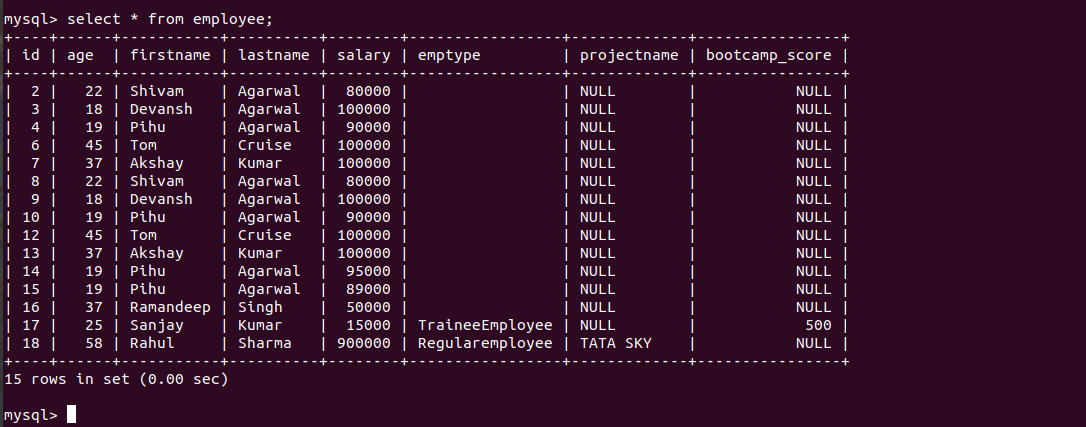 mysql> select * from employee;
+----+------+-----------+----------+--------+-----------------+-------------+----------------+
| id | age  | firstname | lastname | salary | emptype         | projectname | bootcamp_score |
+----+------+-----------+----------+--------+-----------------+-------------+----------------+
|  2 |   22 | Shivam    | Agarwal  |  80000 |                 | NULL        |           NULL |
|  3 |   18 | Devansh   | Agarwal  | 100000 |                 | NULL        |           NULL |
|  4 |   19 | Pihu      | Agarwal  |  90000 |                 | NULL        |           NULL |
|  6 |   45 | Tom       | Cruise   | 100000 |                 | NULL        |           NULL |
|  7 |   37 | Akshay    | Kumar    | 100000 |                 | NULL        |           NULL |
|  8 |   22 | Shivam    | Agarwal  |  80000 |                 | NULL        |           NULL |
|  9 |   18 | Devansh   | Agarwal  | 100000 |                 | NULL        |           NULL |
| 10 |   19 | Pihu      | Agarwal  |  90000 |                 | NULL        |           NULL |
| 12 |   45 | Tom       | Cruise   | 100000 |                 | NULL        |           NULL |
| 13 |   37 | Akshay    | Kumar    | 100000 |                 | NULL        |           NULL |
| 14 |   19 | Pihu      | Agarwal  |  95000 |                 | NULL        |           NULL |
| 15 |   19 | Pihu      | Agarwal  |  89000 |                 | NULL        |           NULL |
| 16 |   37 | Ramandeep | Singh    |  50000 |                 | NULL        |           NULL |
| 17 |   25 | Sanjay    | Kumar    |  15000 | TraineeEmployee | NULL        |            500 |
| 18 |   58 | Rahul     | Sharma   | 900000 | Regularemployee | TATA SKY    |           NULL |
+----+------+-----------+----------+--------+-----------------+-------------+----------------+
15 rows in set (0.00 sec)
mysql>